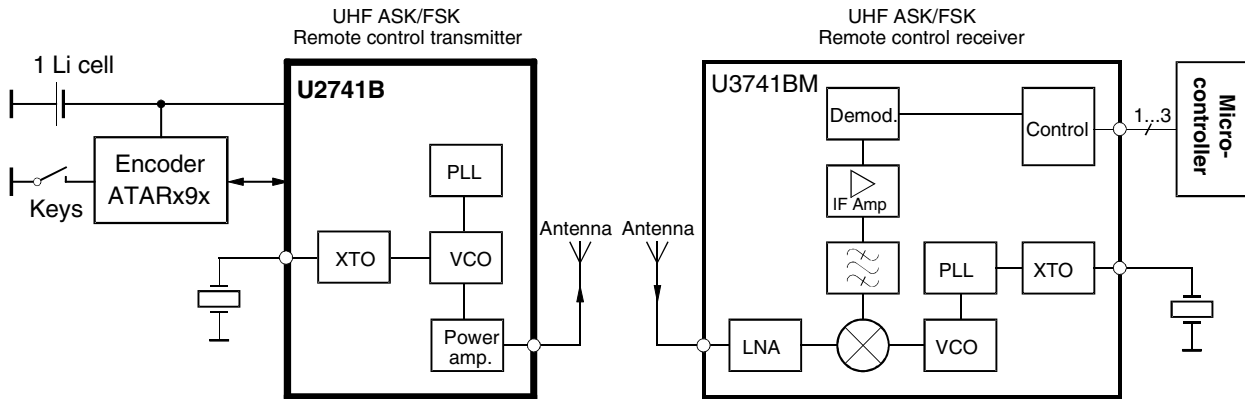 UHF ASK/FSK
Remote control transmitter
UHF ASK/FSK
Remote control receiver
1 Li cell
U2741B
Encoder
ATARx9x
Keys
PLL
XTO
VCO
Power
amp.
Antenna
Antenna
U3741BM
Demod.
Control
1...3
Micro-
controller
IF Amp
PLL
XTO
LNA
VCO